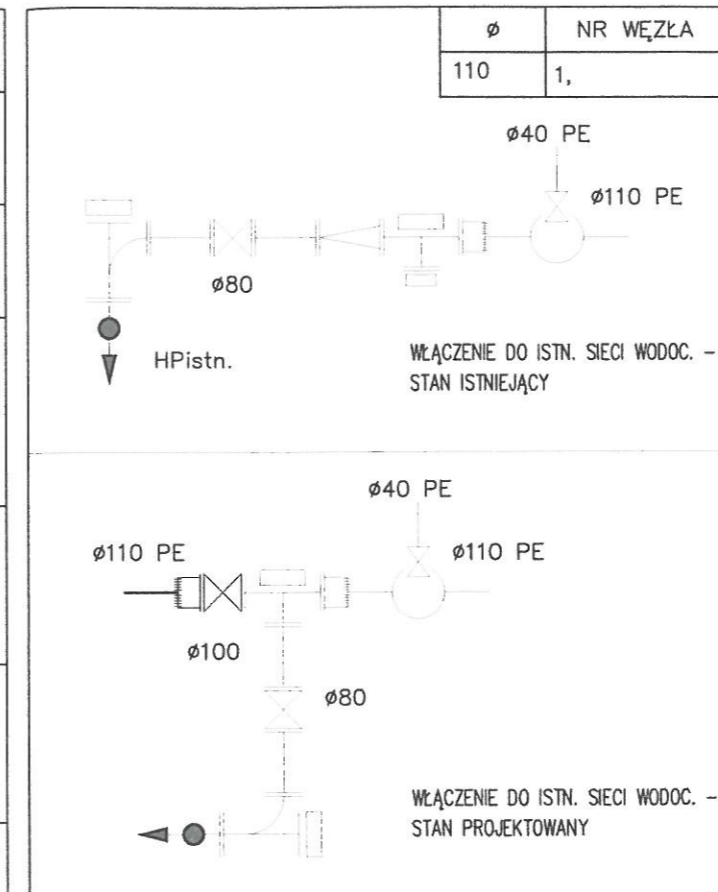 ø NR WĘZŁA
110 1,
ø40 PE
ø110 PE
ø80
HPistn.
WŁĄCZENIE DO ISTN. SIECI WODOC. –
STAN ISTNIEJĄCY
ø40 PE
ø110 PE
ø110 PE
ø100
ø80
WŁĄCZENIE DO ISTN. SIECI WODOC. –
STAN PROJEKTOWANY